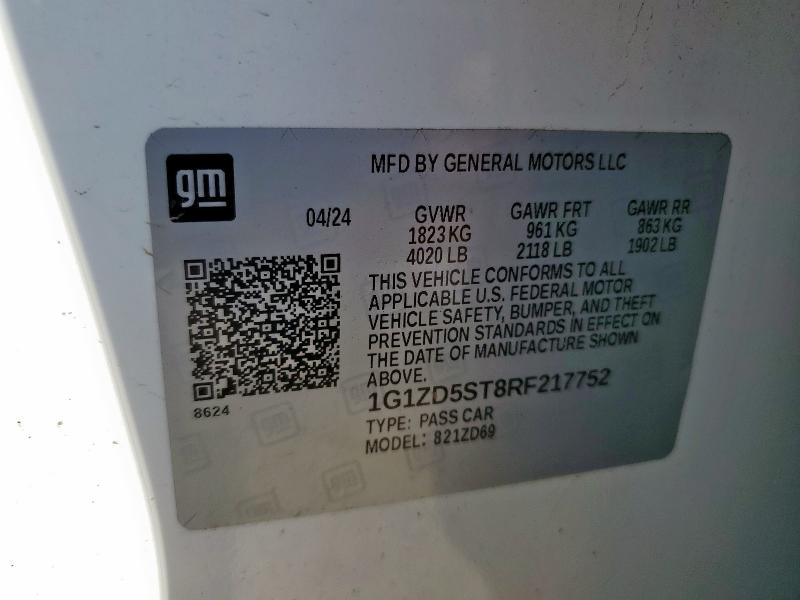 gm
MFD BY GENERAL MOTORS LLC
04/24 GVWR GAWR FRT GAWR RR
1823 KG 961 KG 863 KG
4020 LB 2118 LB 1902 LB
THIS VEHICLE CONFORMS TO ALL
APPLICABLE U.S. FEDERAL MOTOR
VEHICLE SAFETY, BUMPER, AND THEFT
PREVENTION STANDARDS IN EFFECT ON
THE DATE OF MANUFACTURE SHOWN
ABOVE.
8624
1G1ZD5ST8RF217752
TYPE: PASS CAR
MODEL: 821ZD69